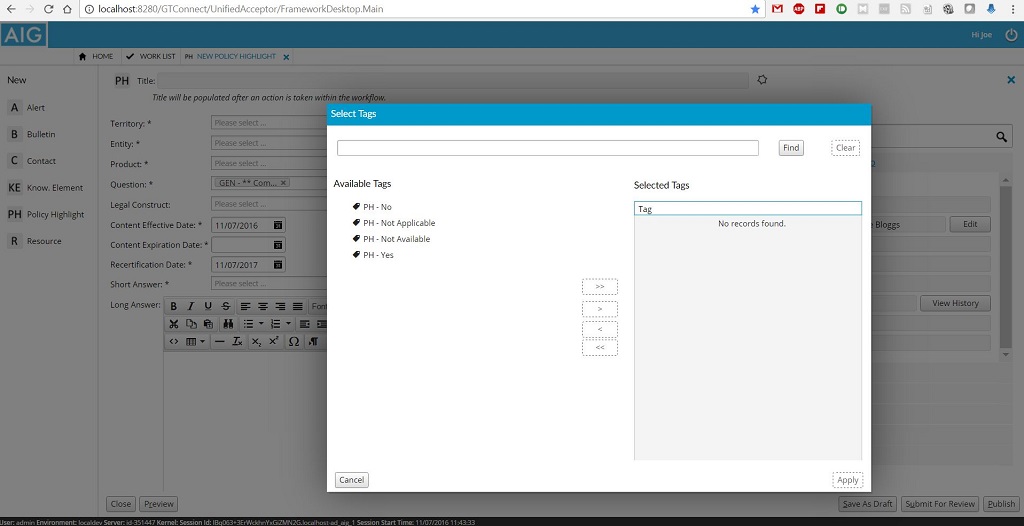 localhost:8280/GTConnect/UnifiedAcceptor/FrameworkDesktop.Main
AIG
Hi Joe
HOME WORK LIST PH NEW POLICY HIGHLIGHT
New
PH Title:
Title will be populated after an action is taken within the workflow.
A Alert
B Bulletin
C Contact
KE Know. Element
PH Policy Highlight
R Resource
Territory: * Please select ...
Entity: * Please select ...
Product: * Please select ...
Question: * GEN - ** Com...
Legal Construct: Please select ...
Content Effective Date: * 11/07/2016
Content Expiration Date: *
Recertification Date: * 11/07/2017
Short Answer: * Please select ...
Long Answer:
B I U S Font
Select Tags
Find Clear
Available Tags
PH - No
PH - Not Applicable
PH - Not Available
PH - Yes
>>
>
<
<<
Selected Tags
Tag
No records found.
Cancel Apply
Bloggs Edit
View History
Close Preview
Save As Draft Submit For Review Publish
User: admin Environment: localdev Server: id-351447 Kernel: Session Id: Session Start Time: 11/07/2016 11:43:33